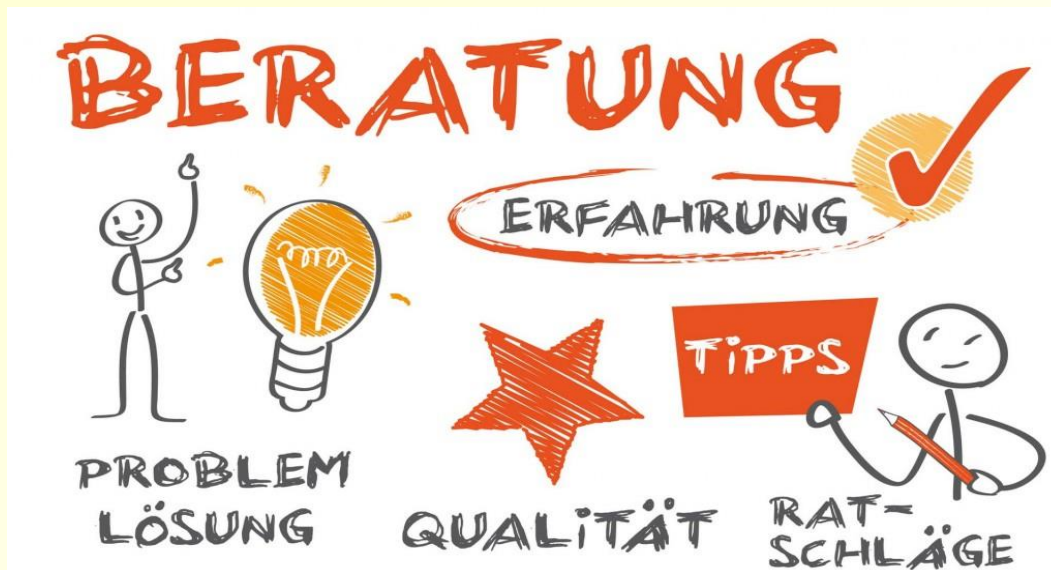 BERATUNG
ERFAHRUNG
TiPPS
PROBLEM
LÖSUNG
QUALiTÄT
RAT-
SCHLÄGE